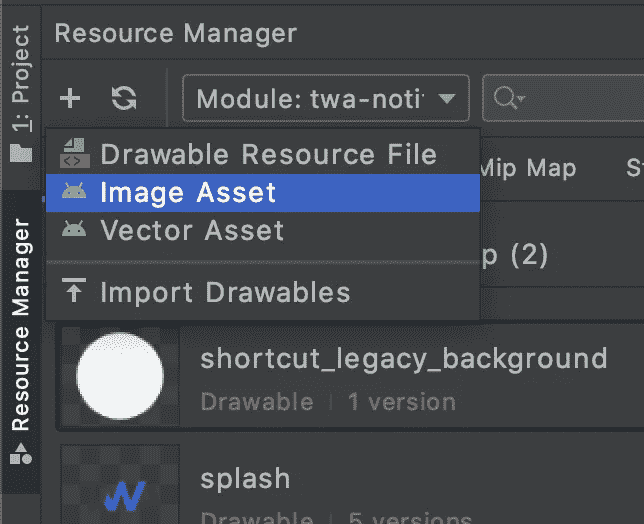 1: Project
Resource Manager
Resource Manager
Module: twa-noti
Drawable Resource File
Image Asset
Vector Asset
Import Drawables
Mip Map
p (2)
shortcut_legacy_background
Drawable | 1 version
splash
Drawable | 5 versions